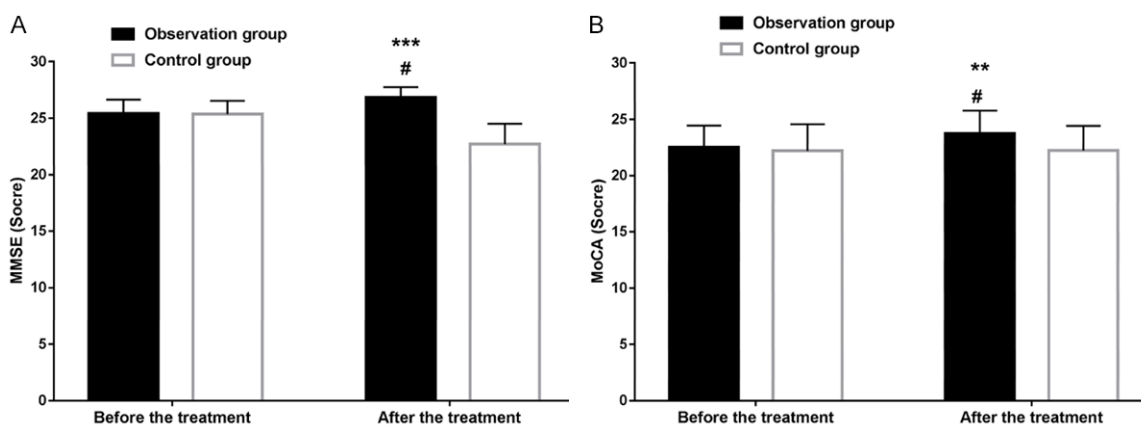 A
Observation group
Control group
MMSE (Socre)
30
25
20
15
10
5
0
***
#
Before the treatment
After the treatment
B
Observation group
Control group
MoCA (Socre)
30
25
20
15
10
5
0
**
#
Before the treatment
After the treatment